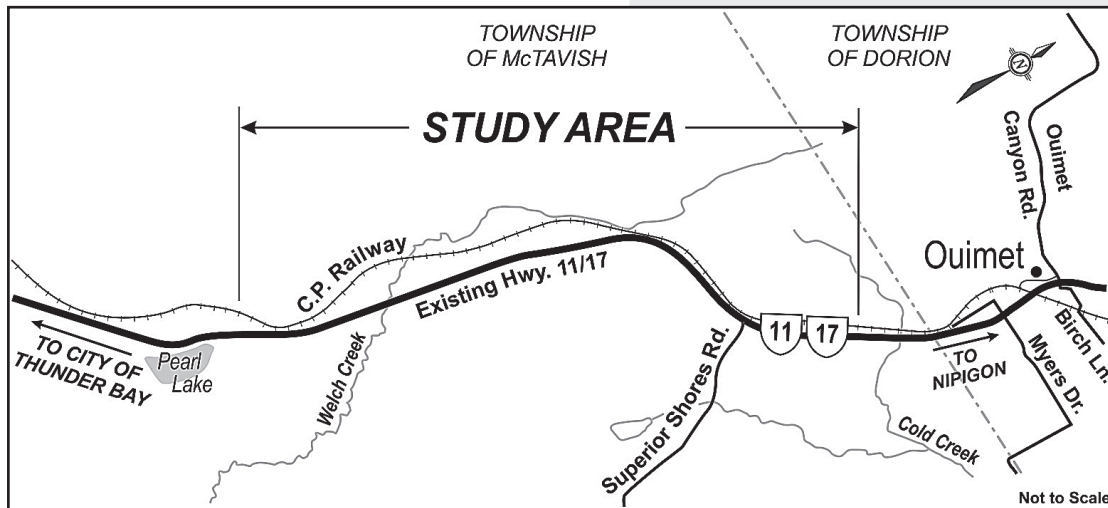 TOWNSHIP
OF McTAVISH
TOWNSHIP
OF DORION
N
STUDY AREA
Ouimet
Canyon Rd.
C.P. Railway
Existing Hwy. 11/17
Ouimet
11
17
TO CITY OF
THUNDER BAY
Pearl
Lake
Welch Creek
Superior Shores Rd.
TO
NIPIGON
Birch Ln.
Myers Dr.
Cold Creek
Not to Scale